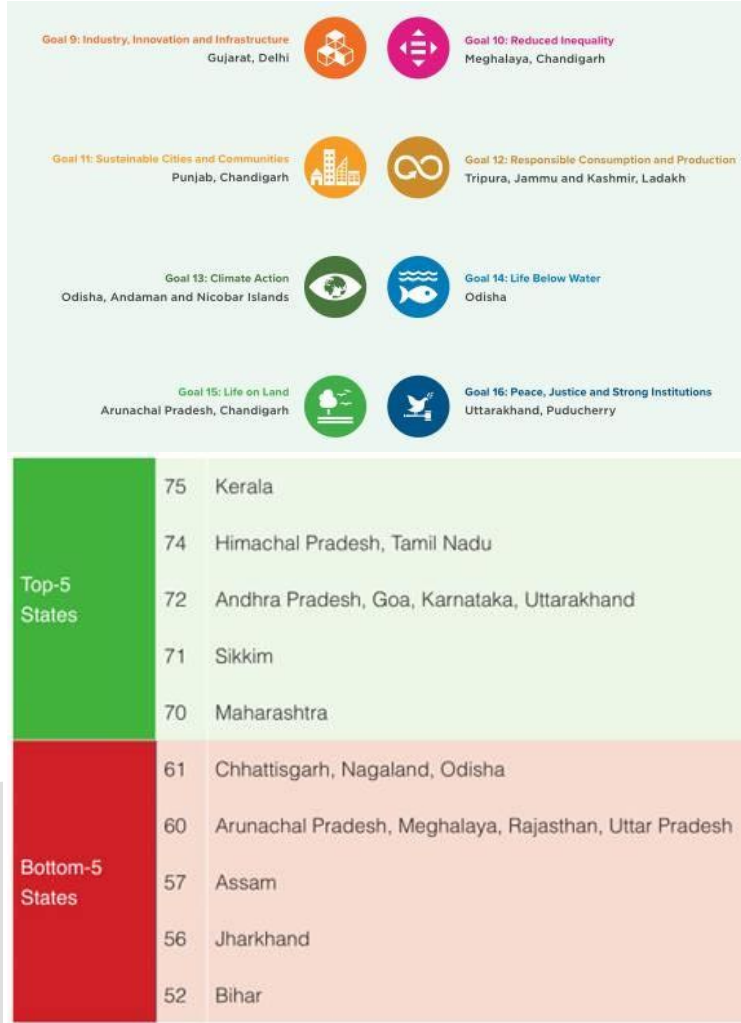 Goal 9: Industry, Innovation and Infrastructure
Gujarat, Delhi
Goal 10: Reduced Inequality
Meghalaya, Chandigarh
Goal 11: Sustainable Cities and Communities
Punjab, Chandigarh
Goal 12: Responsible Consumption and Production
Tripura, Jammu and Kashmir, Ladakh
Goal 13: Climate Action
Odisha, Andaman and Nicobar Islands
Goal 14: Life Below Water
Odisha
Goal 15: Life on Land
Arunachal Pradesh, Chandigarh
Goal 16: Peace, Justice and Strong Institutions
Uttarakhand, Puducherry
Top-5
States
75 Kerala
74 Himachal Pradesh, Tamil Nadu
72 Andhra Pradesh, Goa, Karnataka, Uttarakhand
71 Sikkim
70 Maharashtra
Bottom-5
States
61 Chhattisgarh, Nagaland, Odisha
60 Arunachal Pradesh, Meghalaya, Rajasthan, Uttar Pradesh
57 Assam
56 Jharkhand
52 Bihar